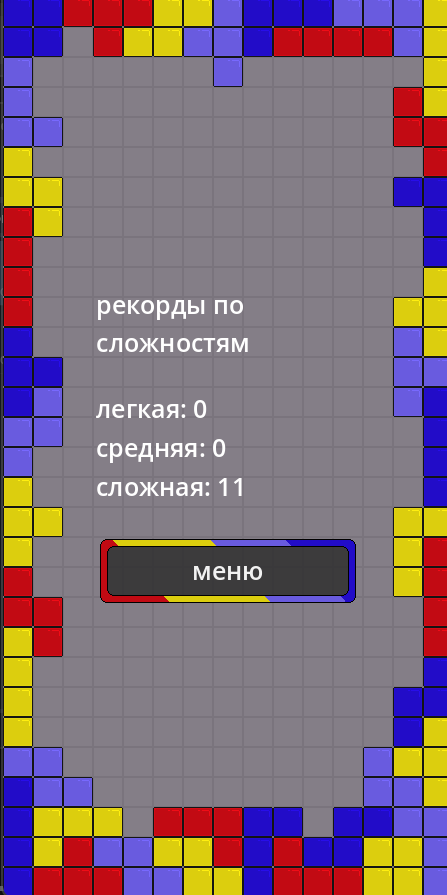 рекорды по
сложностям
легкая: 0
средняя: 0
сложная: 11
меню